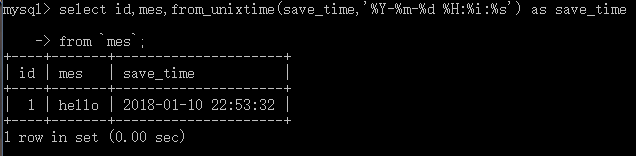 mysql> select id,mes,from_unixtime(save_time,'%Y-%m-%d %H:%i:%s') as save_time
    -> from `mes`;
+----+-------+---------------------+
| id | mes   | save_time           |
+----+-------+---------------------+
|  1 | hello | 2018-01-10 22:53:32 |
+----+-------+---------------------+
1 row in set (0.00 sec)